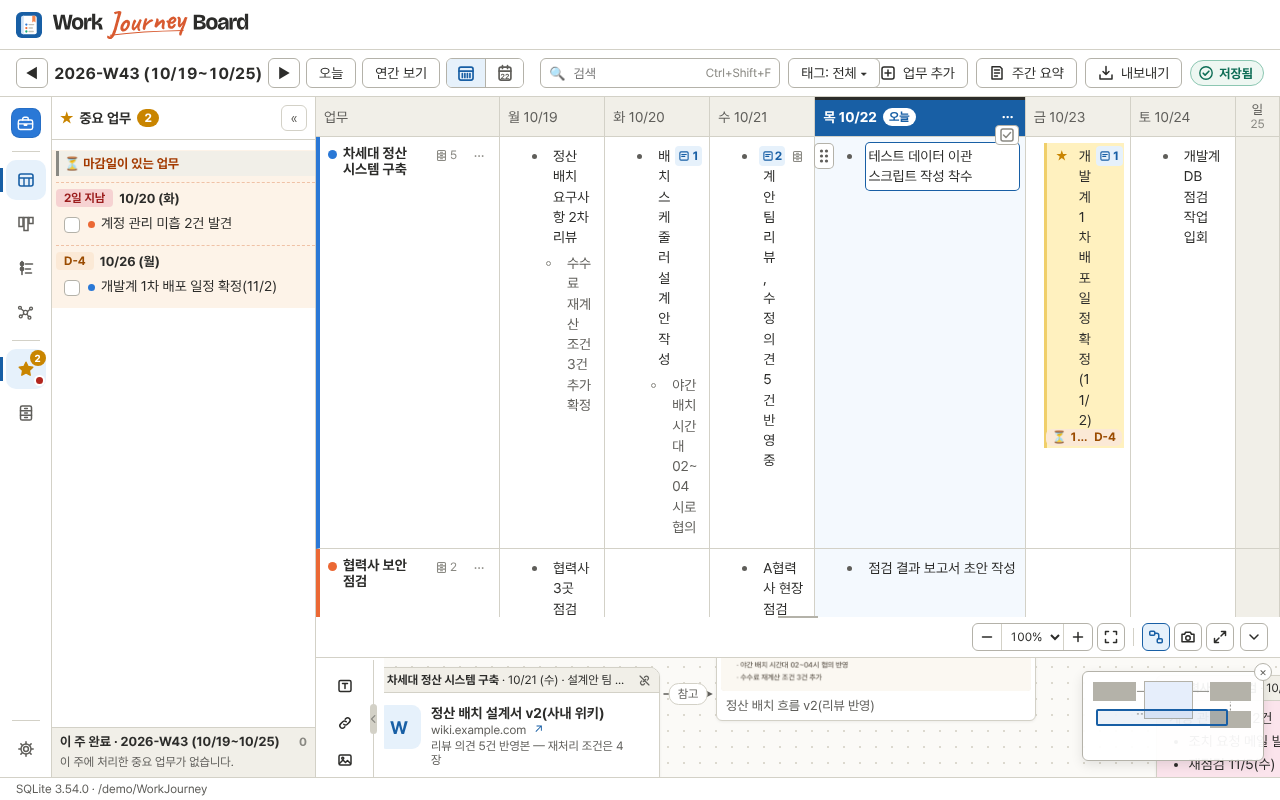 Work Journey Board
2026-W43 (10/19~10/25)
오늘
연간 보기
22
검색
Ctrl+Shift+F
태그: 전체
업무 추가
주간 요약
내보내기
저장됨
2
중요 업무 2
«
⏳ 마감일이 있는 업무
2일 지남 10/20 (화)
계정 관리 미흡 2건 발견
D-4 10/26 (월)
개발계 1차 배포 일정 확정(11/2)
이 주 완료 · 2026-W43 (10/19~10/25) 0
이 주에 처리한 중요 업무가 없습니다.
업무
월 10/19
화 10/20
수 10/21
목 10/22 오늘 ···
금 10/23
토 10/24
일
25
차세대 정산
시스템 구축
5 ···
정산
배치
요구사
항 2차
리뷰
수수
료
재계
산
조건
3건
추가
확정
1
배
치
스
케
줄
러
설
계
안
작
성
야간
배치
시간
대
02~
04
시로
협의
2
계
안
팀
리
뷰
,
수
정
의
견
5
건
반
영
중
테스트 데이터 이관
스크립트 작성 착수
1
개
발
계
1
차
배
포
일
정
확
정
(1
1/
2)
⏳ 1... D-4
개발계
DB
점검
작업
입회
협력사 보안
점검
2 ···
협력사
3곳
점검
A협력
사 현장
점검
점검 결과 보고서 초안 작성
100%
차세대 정산 시스템 구축 · 10/21 (수) · 설계안 팀 ...
W
정산 배치 설계서 v2(사내 위키)
wiki.example.com ↗
리뷰 의견 5건 반영본 — 재처리 조건은 4
장
참고
· 야간 배치 시간대 02~04시 협의 반영
· 수수료 재계산 조건 3건 추가
정산 배치 흐름 v2(리뷰 반영)
재점검 11/5(수)
SQLite 3.54.0 · /demo/WorkJourney